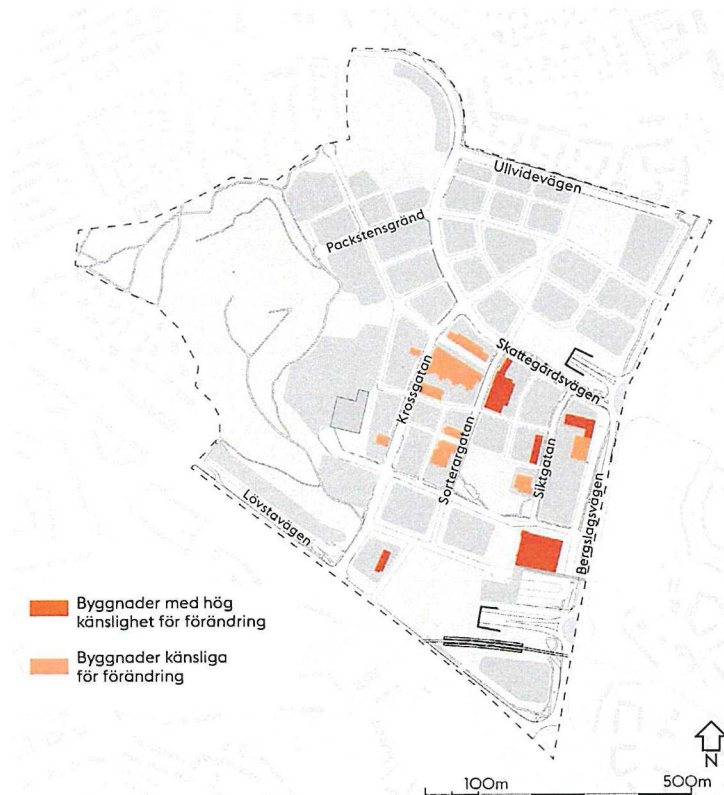 Ullvidevägen
Packstensgränd
Skattegårdsvägen
Krossgatan
Sorterargatan
Siktgatan
Bergslagsvägen
Lövstavägen
Byggnader med hög
känslighet för förändring
Byggnader känsliga
för förändring
N
100m
500m